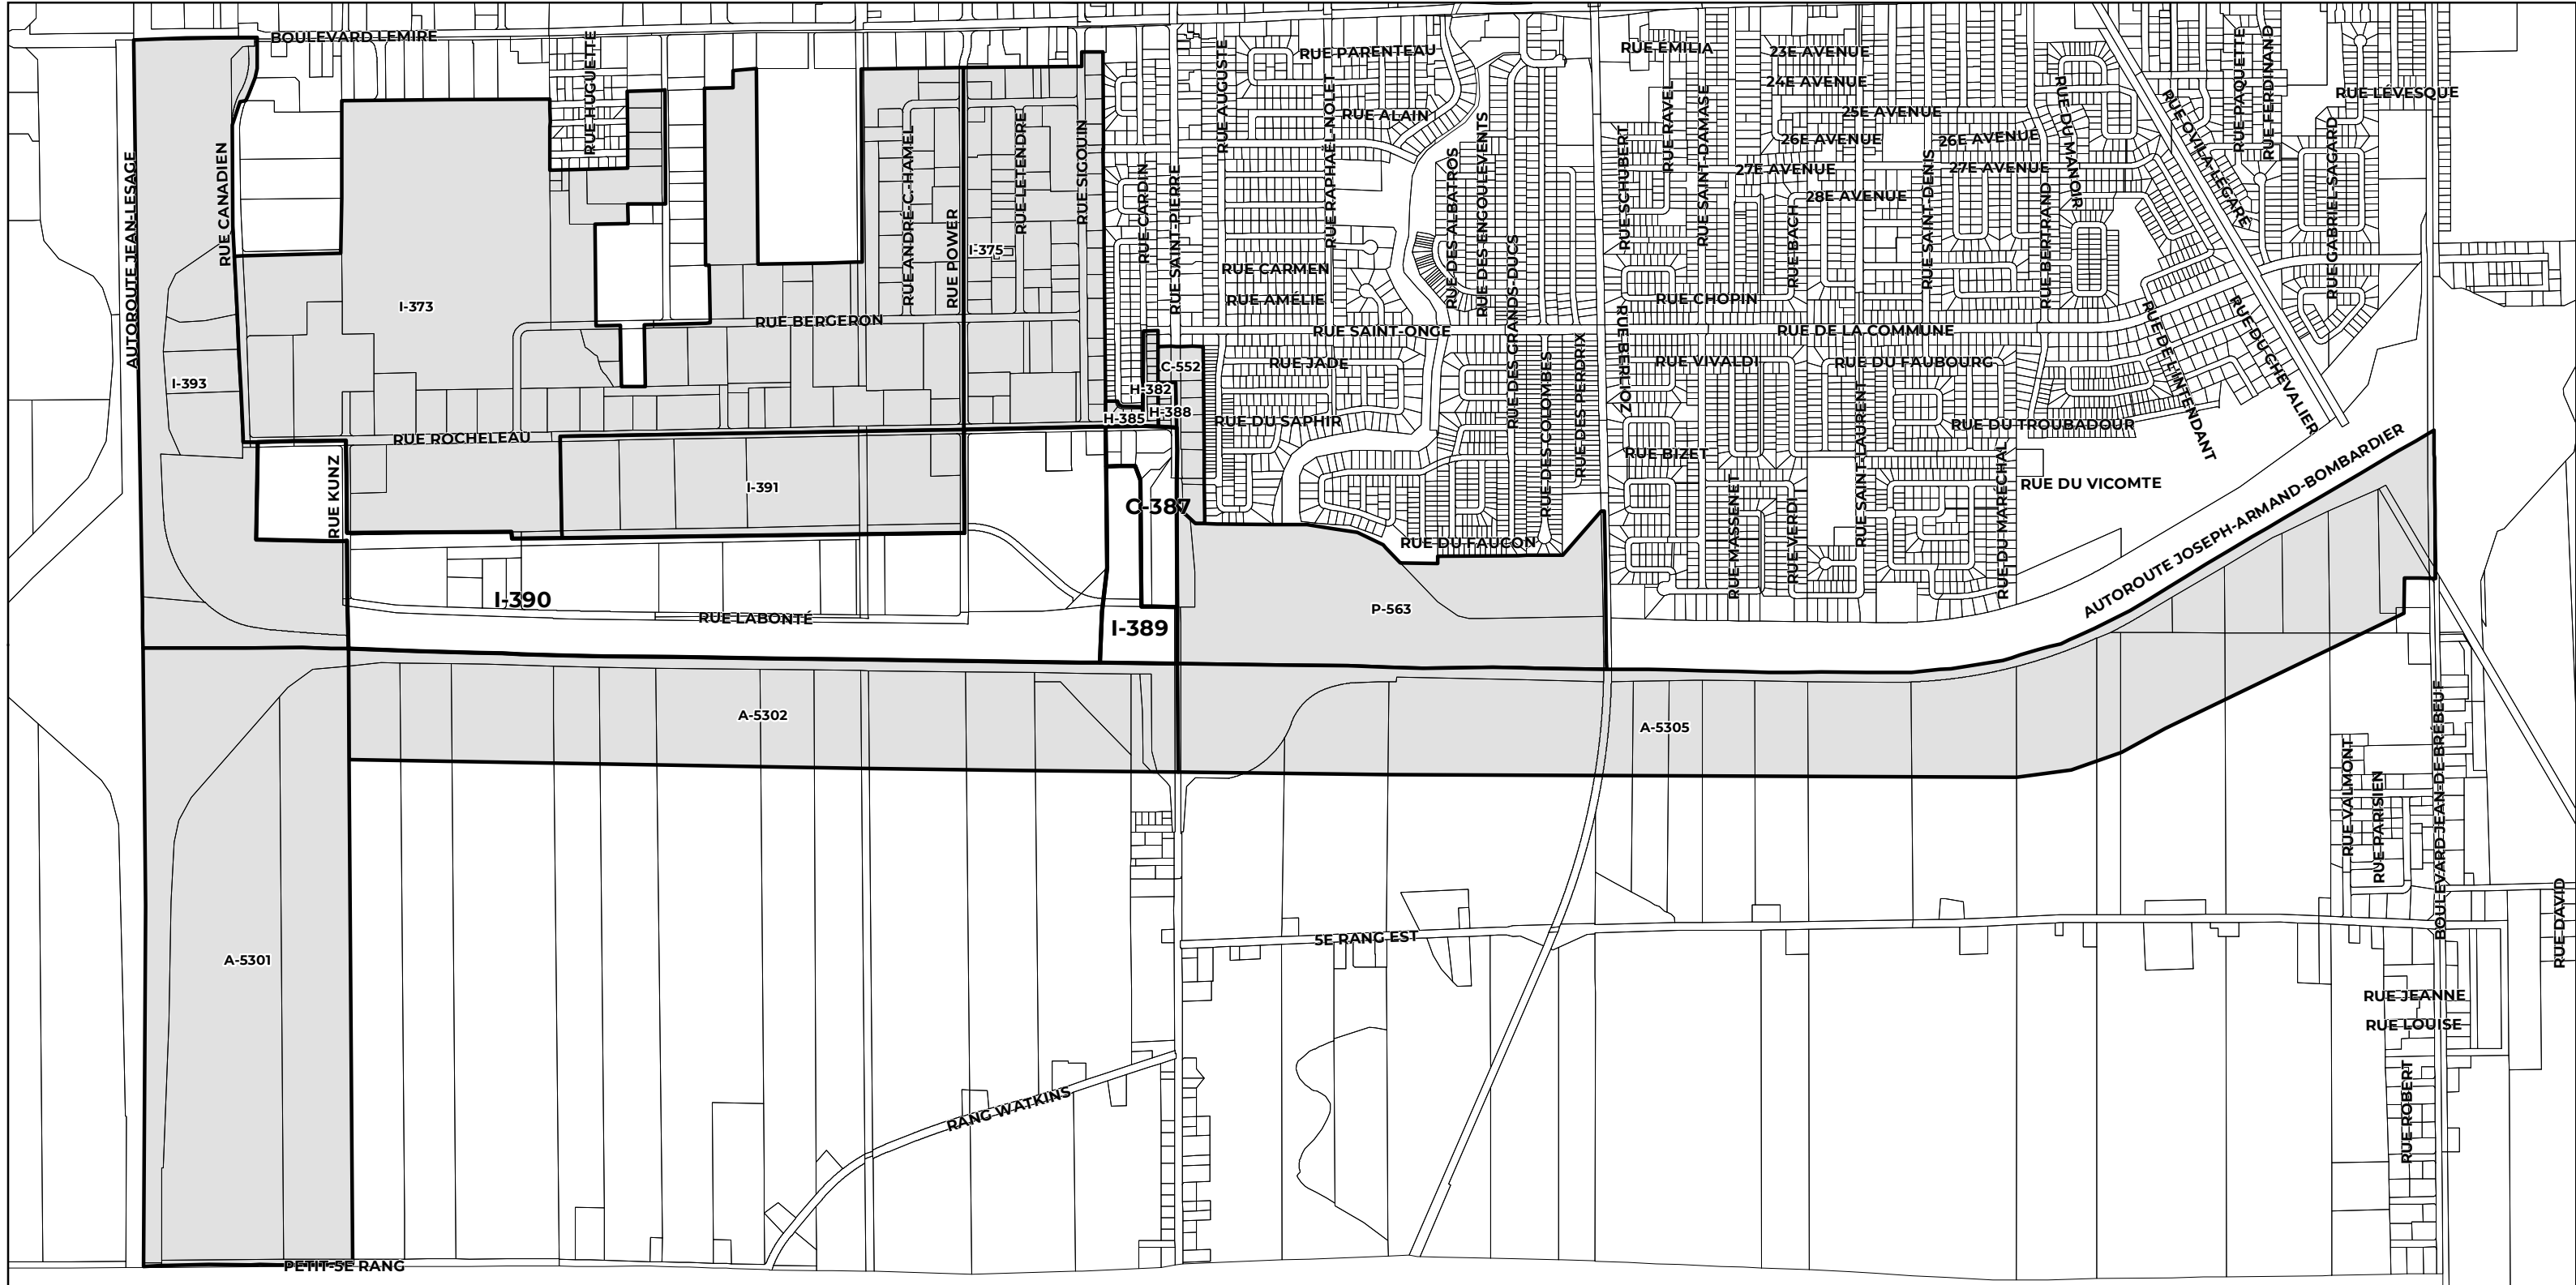 BOULEVARD LEMIRE
RUE HUGUETTE
AUTOROUTE JEAN-LESAGE
RUE CANADIEN
I-373
I-393
RUE ANDRÉ-C.-HAMEL
RUE POWER
I-375
RUE LETENDRE
RUE SIGOUIN
RUE BERGERON
RUE ROCHELEAU
RUE KUNZ
I-391
RUE CARDIN
RUE SAINT-PIERRE
RUE AUGUSTE
C-552
H-382
H-388
H-385
C-387
I-390
RUE LABONTÉ
I-389
RUE PARENTEAU
RUE ALAIN
RUE RAPHAËL-NOLET
RUE CARMEN
RUE AMÉLIE
RUE SAINT-ONGE
RUE JADE
RUE DU SAPHIR
RUE DES ALBATROS
RUE DES ENGOULEVENTS
RUE DES GRANDS-DUCS
RUE DES COLOMBES
RUE DES PERDRIX
RUE DU FAUCON
P-563
RUE EMILIA
RUE RAVEL
RUE SAINT-DAMASE
RUE SCHUBERT
RUE BERLIOZ
RUE BACH
RUE CHOPIN
RUE VIVALDI
RUE BIZET
RUE MASSENET
RUE VERDI
23E AVENUE
24E AVENUE
25E AVENUE
26E AVENUE
26E AVENUE
27E AVENUE
27E AVENUE
28E AVENUE
RUE DE LA COMMUNE
RUE DU FAUBOURG
RUE SAINT-DENIS
RUE SAINT-LAURENT
RUE BERTRAND
RUE DU MANOIR
RUE DU TROUBADOUR
RUE DU MARÉCHAL
RUE DU VICOMTE
RUE DE L'INTENDANT
RUE DU CHEVALIER
RUE OVILA-LÉGARÉ
RUE PAQUETTE
RUE FERDINAND
RUE LÉVESQUE
RUE GABRIEL-SAGARD
AUTOROUTE JOSEPH-ARMAND-BOMBARDIER
A-5302
A-5305
A-5301
RUE VALMONT
RUE PARISIEN
BOULEVARD JEAN-DE-BRÉBEUF
RUE DAVID
5E RANG EST
RUE JEANNE
RUE LOUISE
RUE ROBERT
RANG WATKINS
PETIT-5E RANG